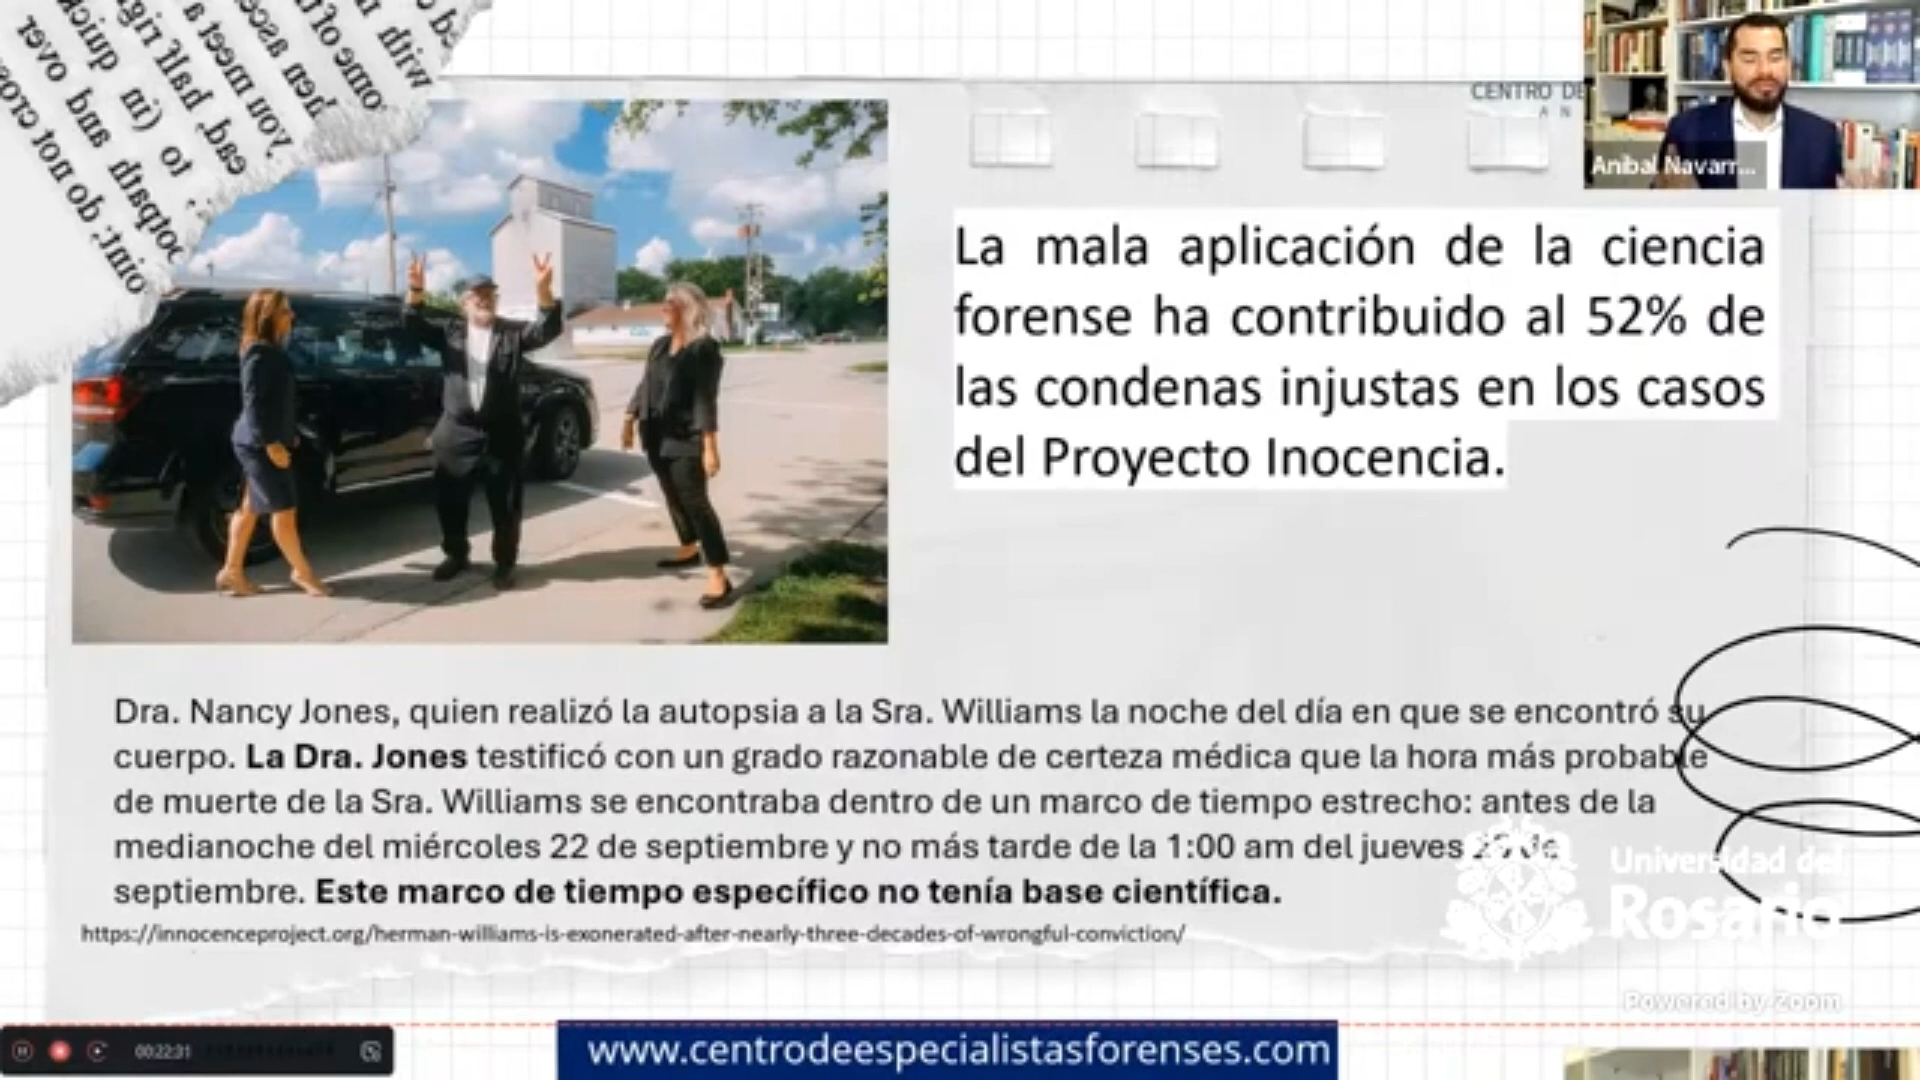 CENTRO DE
A N
Anibal Navarr...
La mala aplicación de la ciencia
forense ha contribuido al 52% de
las condenas injustas en los casos
del Proyecto Inocencia.
Dra. Nancy Jones, quien realizó la autopsia a la Sra. Williams la noche del día en que se encontró su
cuerpo. La Dra. Jones testificó con un grado razonable de certeza médica que la hora más probable
de muerte de la Sra. Williams se encontraba dentro de un marco de tiempo estrecho: antes de la
medianoche del miércoles 22 de septiembre y no más tarde de la 1:00 am del jueves
septiembre. Este marco de tiempo específico no tenía base científica.
https://innocenceproject.org/herman-williams-is-exonerated-after-nearly-three-decades-of-wrongful-conviction/
Universidad del
Rosario
Powered by Zoom
00:22:31
www.centrodeespecialistasforenses.com